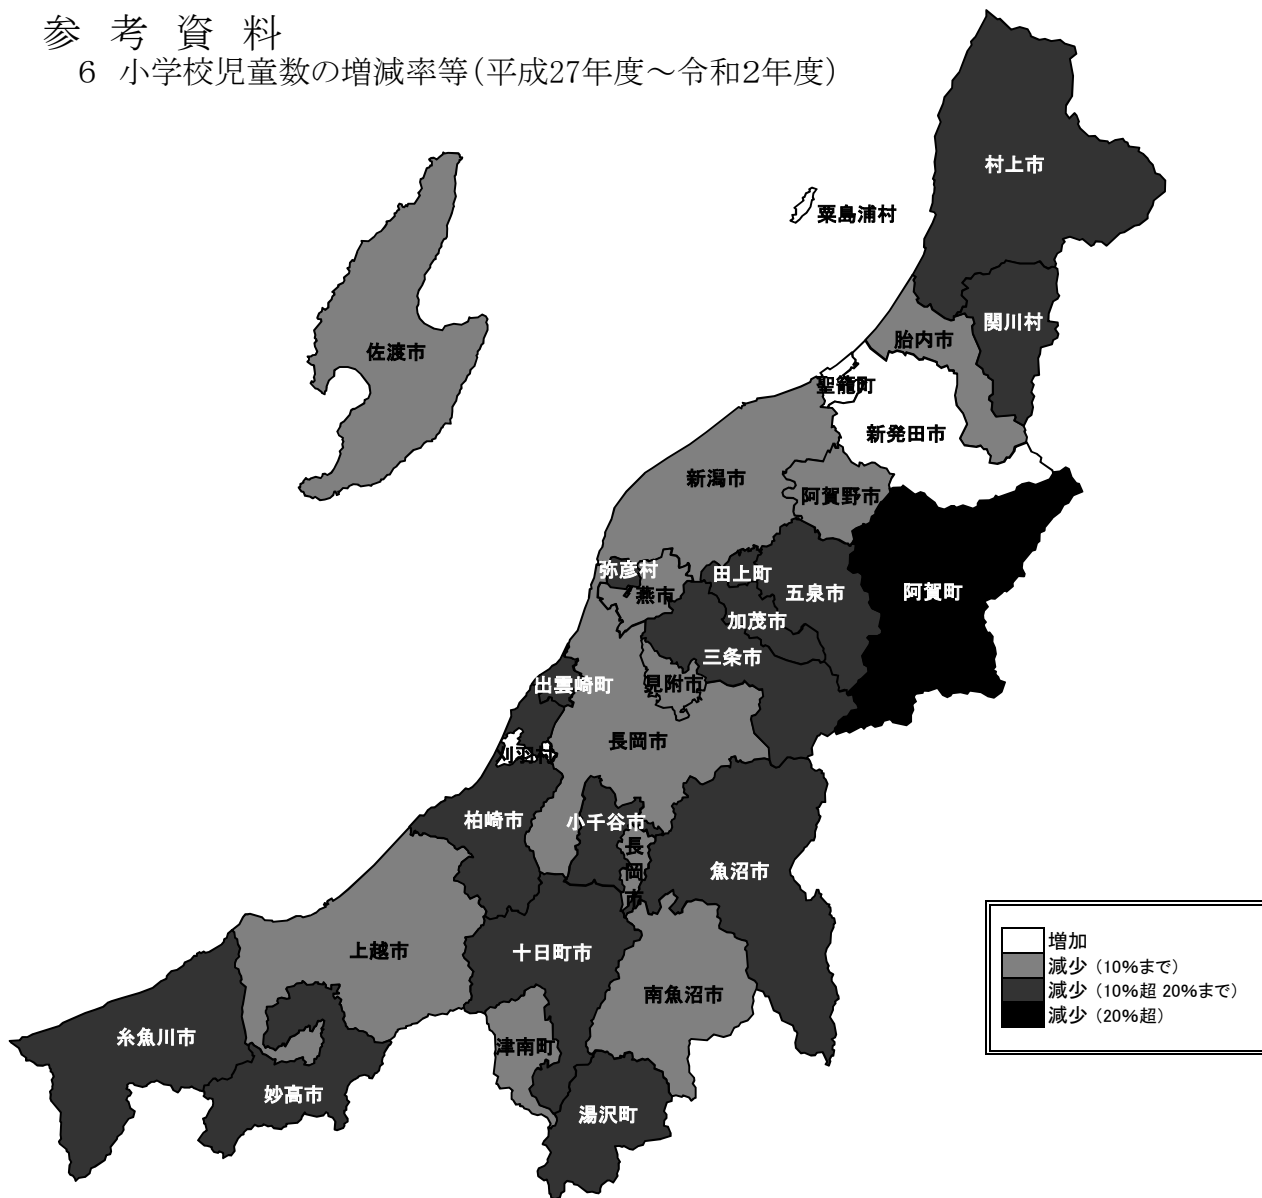 参考資料
6 小学校児童数の増減率等(平成27年度～令和2年度)
村上市
粟島浦村
関川村
胎内市
佐渡市
聖籠町
新発田市
新潟市
阿賀野市
弥彦村
田上町
燕市
五泉市
阿賀町
加茂市
三条市
出雲崎町
見附市
長岡市
刈羽村
柏崎市
小千谷市
長岡市
魚沼市
上越市
十日町市
南魚沼市
糸魚川市
津南町
妙高市
湯沢町
増加
減少(10%まで)
減少(10%超 20%まで)
減少(20%超)